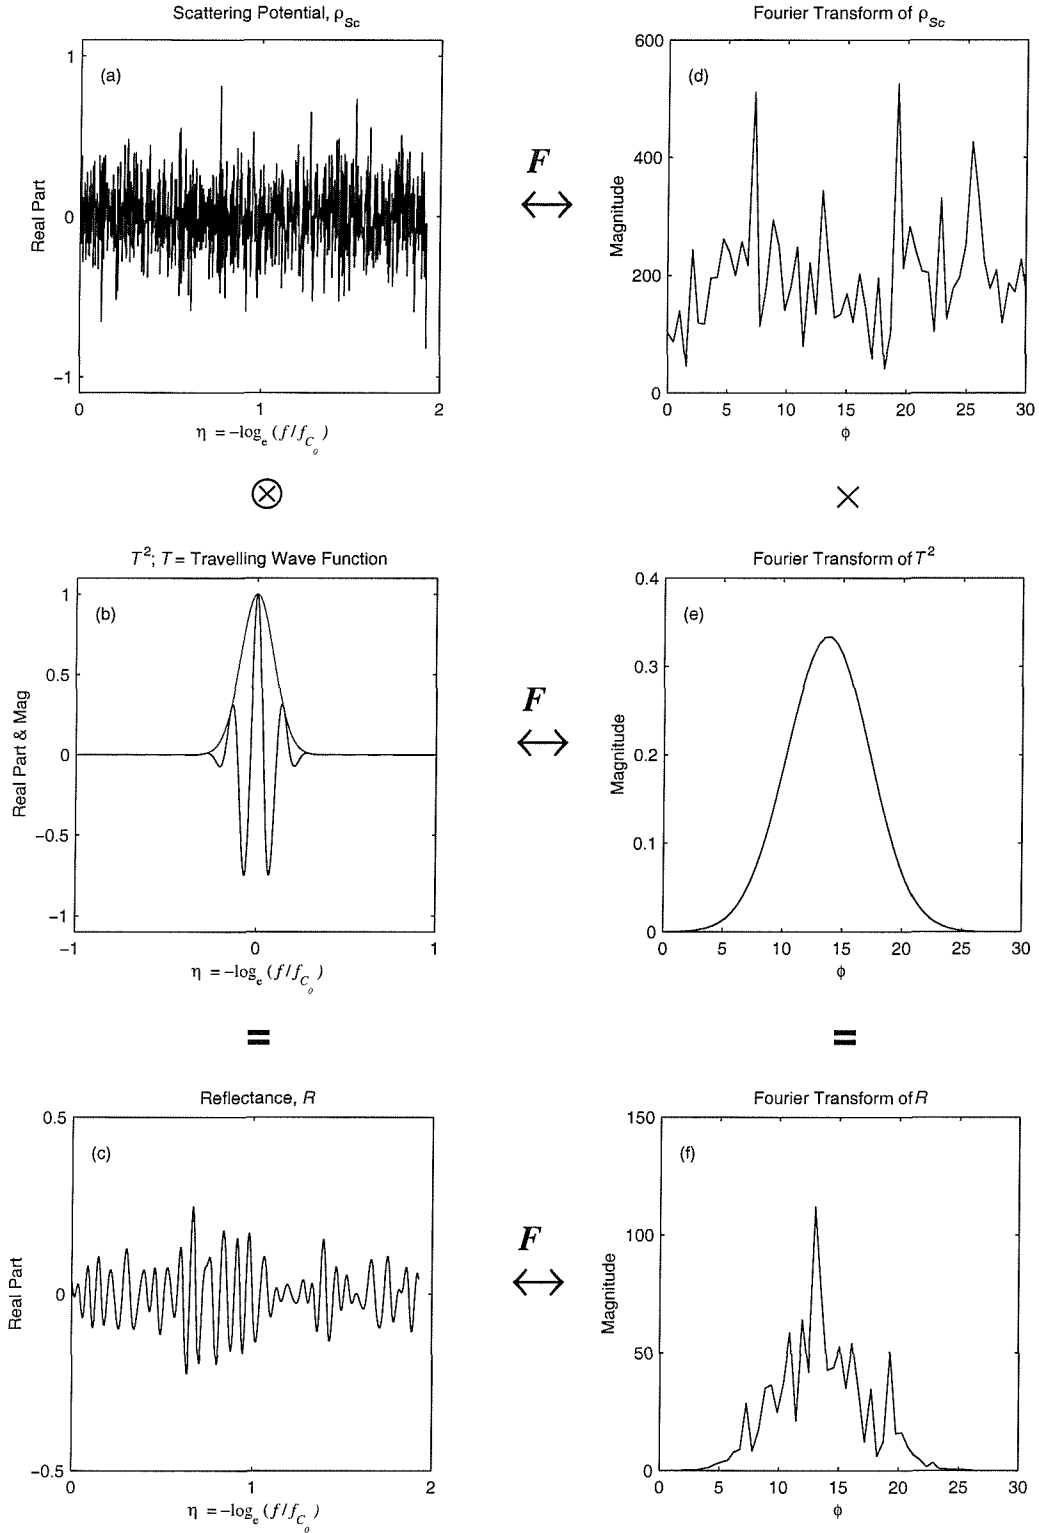 Scattering Potential, ρSc
(a)
1
0
−1
Real Part
0 1 2
η = −logₑ (f/fC₀)
F
Fourier Transform of ρSc
(d)
600
400
200
0
Magnitude
0 5 10 15 20 25 30
ϕ
⊗
×
T²; T = Travelling Wave Function
(b)
1
0.5
0
−0.5
−1
Real Part & Mag
−1 0 1
η = −logₑ (f/fC₀)
F
Fourier Transform of T²
(e)
0.4
0.3
0.2
0.1
0
Magnitude
0 5 10 15 20 25 30
ϕ
=
=
Reflectance, R
(c)
0.5
0
−0.5
Real Part
0 1 2
η = −logₑ (f/fC₀)
F
Fourier Transform of R
(f)
150
100
50
0
Magnitude
0 5 10 15 20 25 30
ϕ